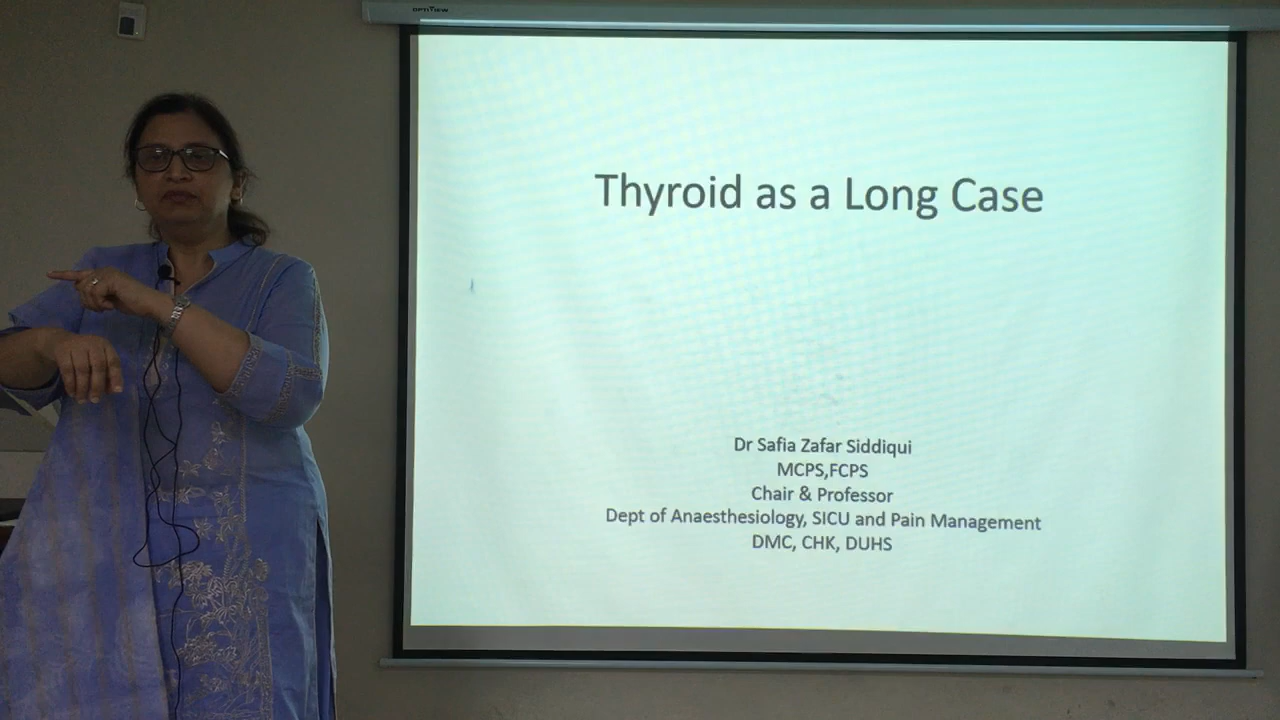 OPTIVIEW
Thyroid as a Long Case
Dr Safia Zafar Siddiqui
MCPS,FCPS
Chair & Professor
Dept of Anaesthesiology, SICU and Pain Management
DMC, CHK, DUHS